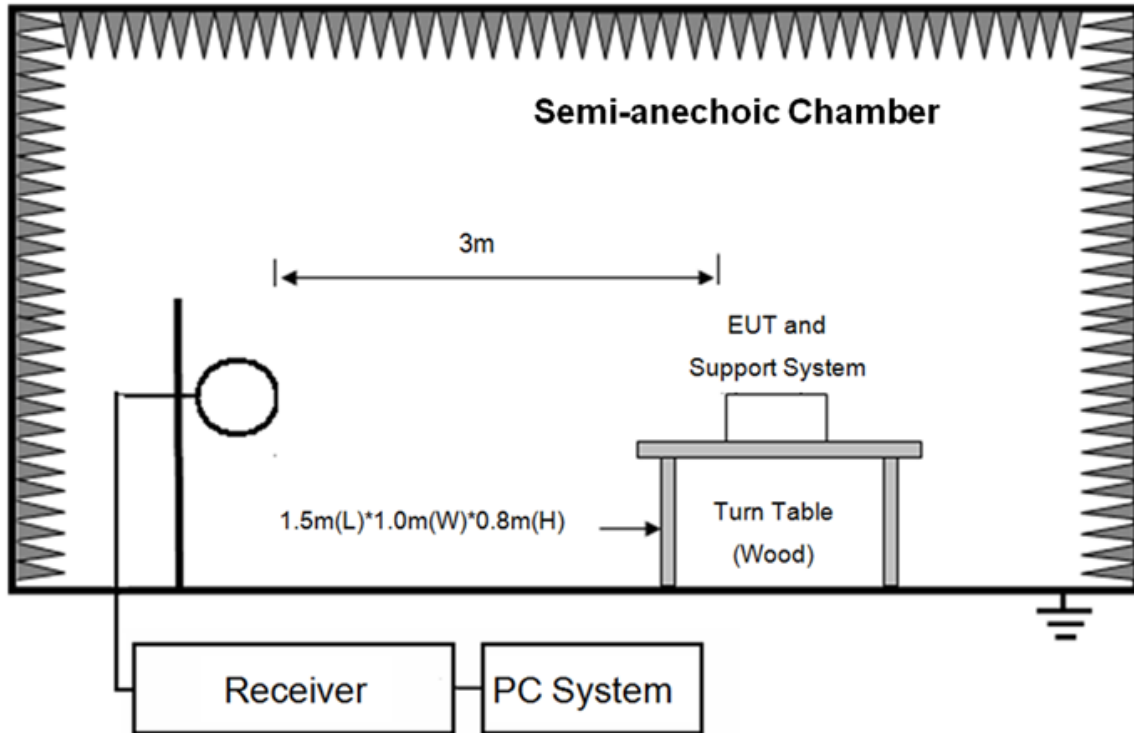 Semi-anechoic Chamber
3m
EUT and
Support System
1.5m(L)*1.0m(W)*0.8m(H)
Turn Table
(Wood)
Receiver
PC System